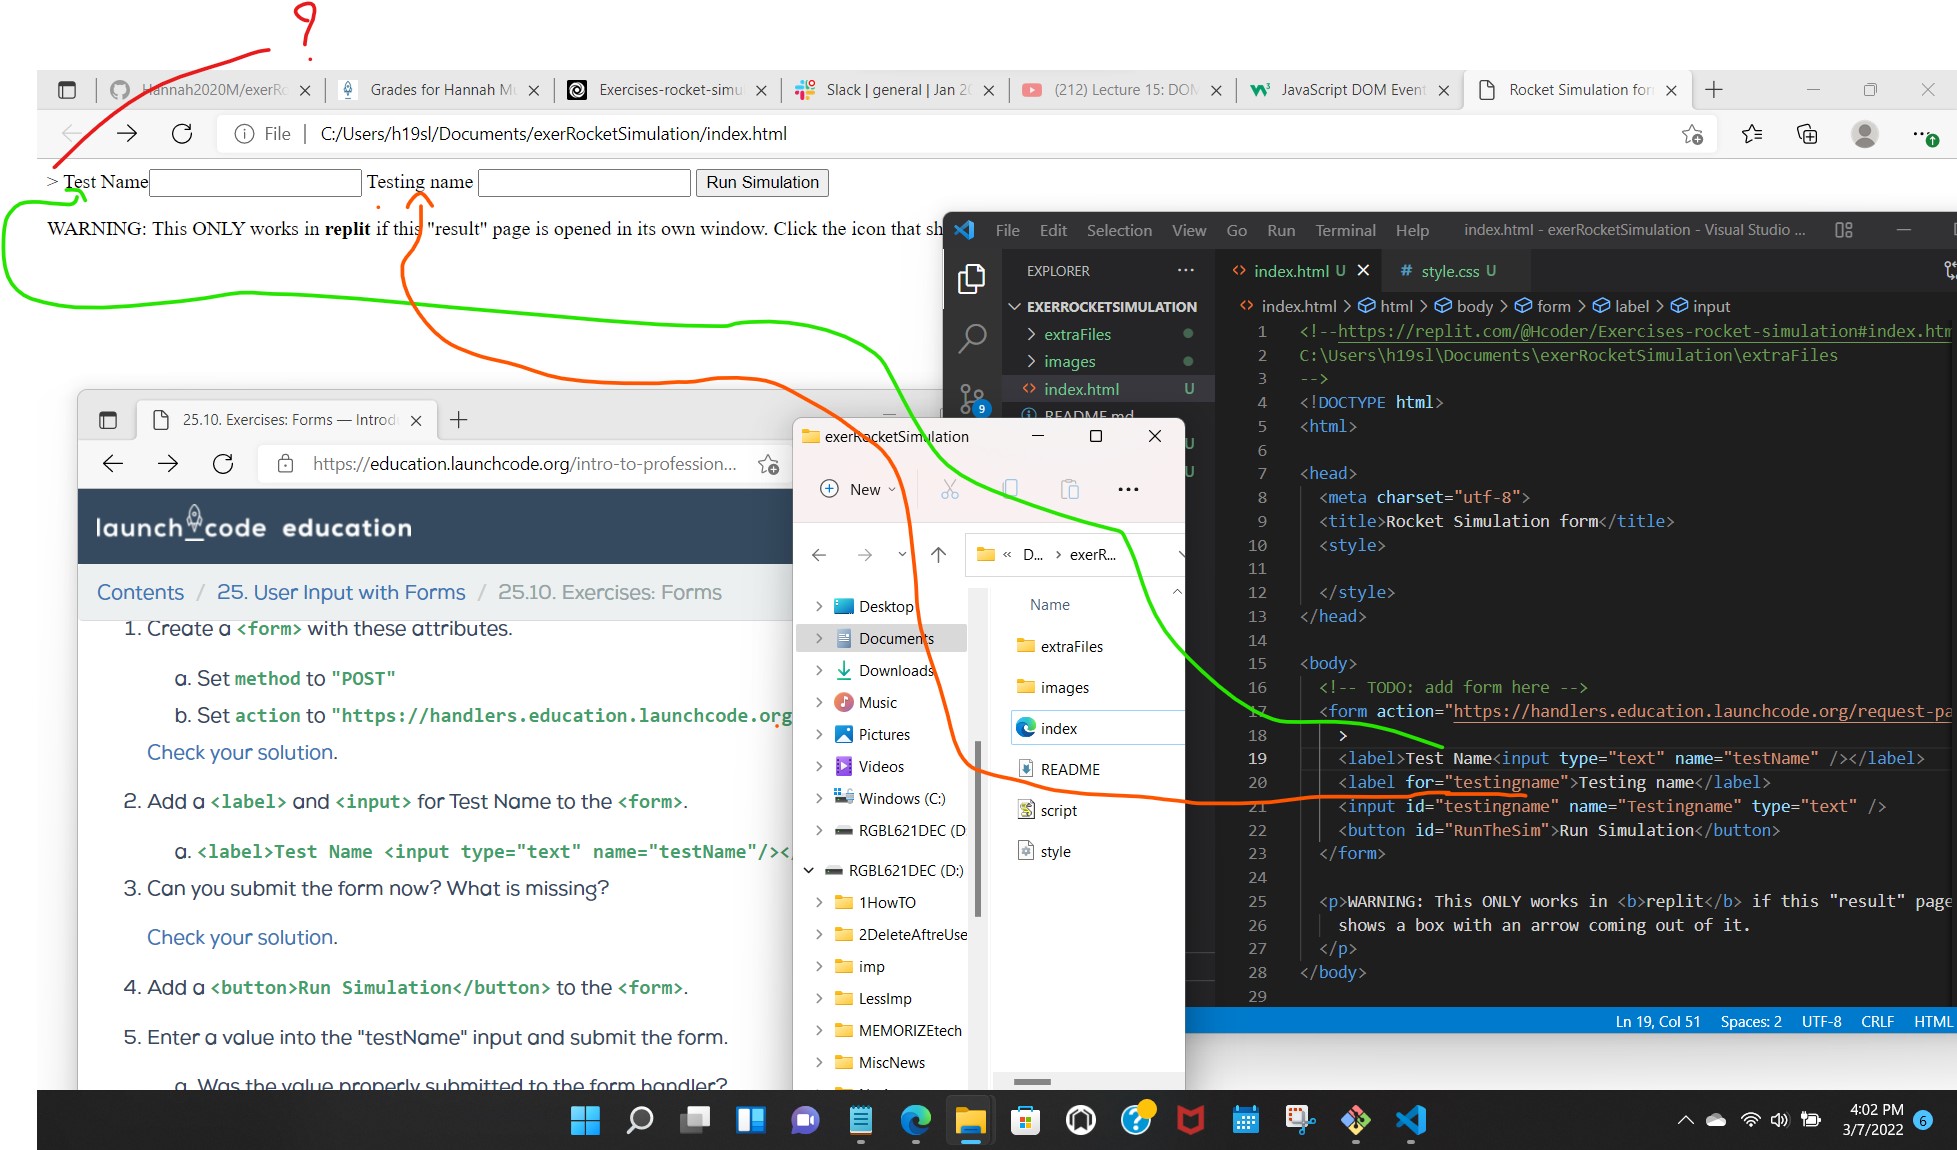 ?
Hannah2020M/exerRo
Grades for Hannah Mu
Exercises-rocket-simu
Slack | general | Jan 20
(212) Lecture 15: DOM
JavaScript DOM Event
Rocket Simulation for
File
C:/Users/h19sl/Documents/exerRocketSimulation/index.html
> Test Name
Testing name
Run Simulation
WARNING: This ONLY works in replit if this "result" page is opened in its own window. Click the icon that sh
File Edit Selection View Go Run Terminal Help
index.html - exerRocketSimulation - Visual Studio ...
EXPLORER ...
EXERROCKETSIMULATION
extraFiles
images
index.html U
README.md
U
U
9
index.html U
# style.css U
index.html > html > body > form > label > input
1 <!--https://replit.com/@Hcoder/Exercises-rocket-simulation#index.htm
2 C:\Users\h19sl\Documents\exerRocketSimulation\extraFiles
3 -->
4 <!DOCTYPE html>
5 <html>
6
7 <head>
8 <meta charset="utf-8">
9 <title>Rocket Simulation form</title>
10 <style>
11
12 </style>
13 </head>
14
15 <body>
16 <!-- TODO: add form here -->
17 <form action="https://handlers.education.launchcode.org/request-pa
18 >
19 <label>Test Name<input type="text" name="testName" /></label>
20 <label for="testingname">Testing name</label>
21 <input id="testingname" name="Testingname" type="text" />
22 <button id="RunTheSim">Run Simulation</button>
23 </form>
24
25 <p>WARNING: This ONLY works in <b>replit</b> if this "result" page
26 shows a box with an arrow coming out of it.
27 </p>
28 </body>
29
Ln 19, Col 51 Spaces: 2 UTF-8 CRLF HTML
25.10. Exercises: Forms — Introd
https://education.launchcode.org/intro-to-profession...
launch_code education
Contents / 25. User Input with Forms / 25.10. Exercises: Forms
1. Create a <form> with these attributes.
a. Set method to "POST"
b. Set action to "https://handlers.education.launchcode.org
Check your solution.
2. Add a <label> and <input> for Test Name to the <form>.
a. <label>Test Name <input type="text" name="testName"/></
3. Can you submit the form now? What is missing?
Check your solution.
4. Add a <button>Run Simulation</button> to the <form>.
5. Enter a value into the "testName" input and submit the form.
a. Was the value properly submitted to the form handler?
exerRocketSimulation
New
...
« D... > exerR...
Desktop
Documents
Downloads
Music
Pictures
Videos
Windows (C:)
RGBL621DEC (D
RGBL621DEC (D:)
1HowTO
2DeleteAftreUse
imp
LessImp
MEMORIZEtech
MiscNews
Name
extraFiles
images
index
README
script
style
4:02 PM
3/7/2022
6